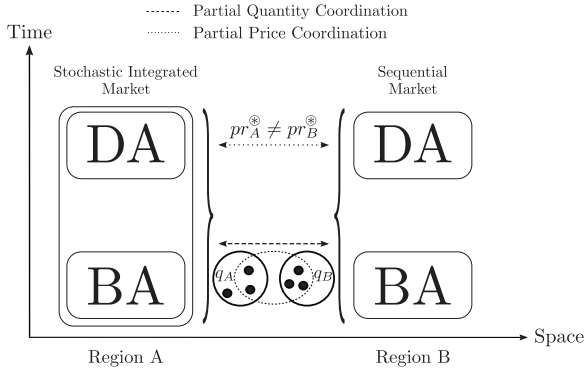 Partial Quantity Coordination
Partial Price Coordination
Time
Stochastic Integrated
Market
Sequential
Market
DA
pr_A^⊛ ≠ pr_B^⊛
DA
BA
q_A
q_B
BA
Space
Region A
Region B